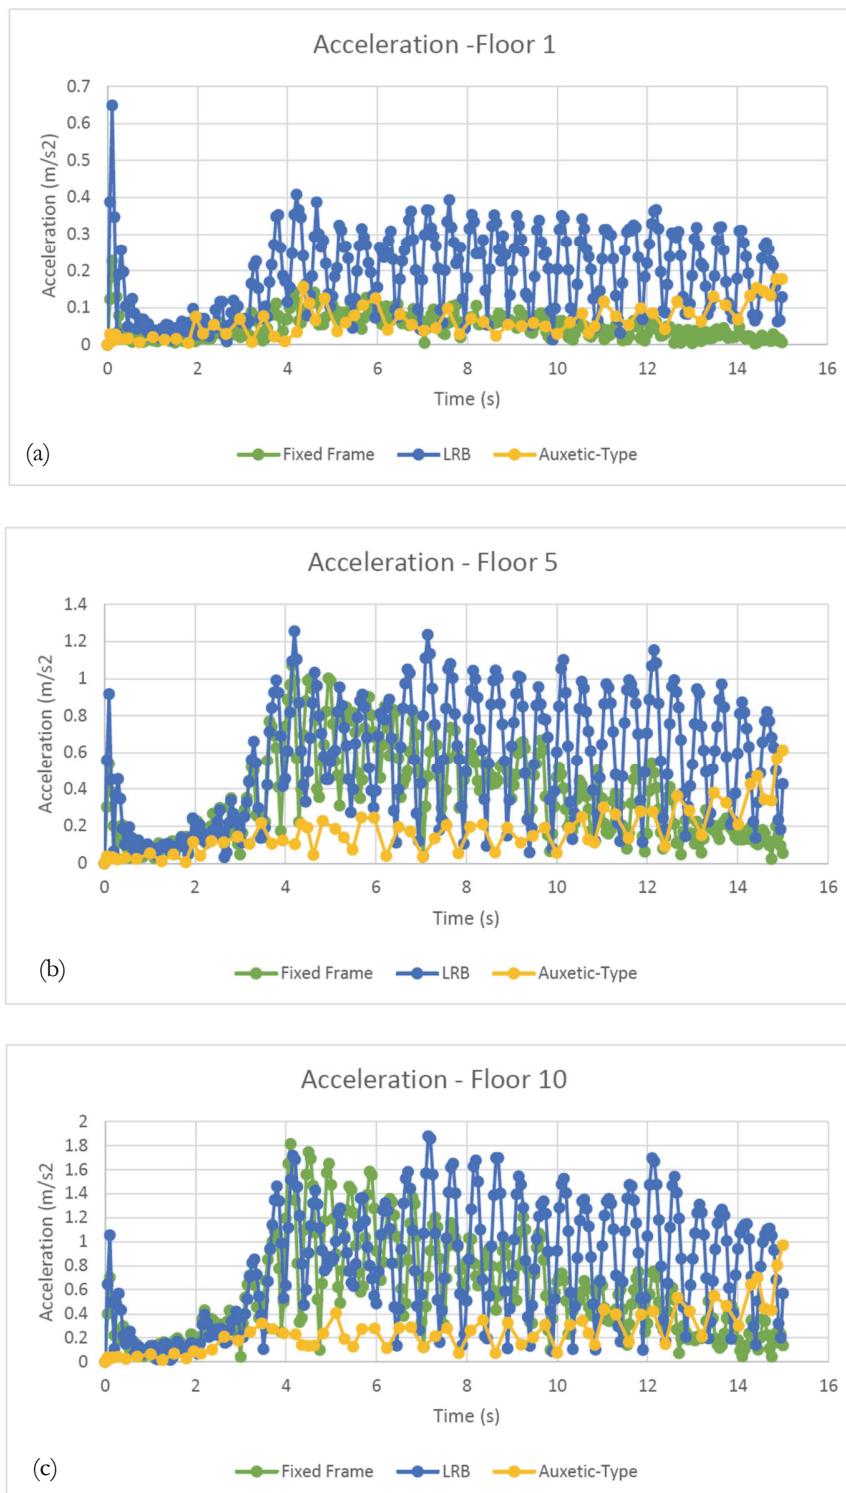 Acceleration -Floor 1
Acceleration (m/s2)
0.7
0.6
0.5
0.4
0.3
0.2
0.1
0
0 2 4 6 8 10 12 14 16
Time (s)
(a)
Fixed Frame LRB Auxetic-Type
Acceleration - Floor 5
Acceleration (m/s2
1.4
1.2
1
0.8
0.6
0.4
0.2
0
0 2 4 6 8 10 12 14 16
Time (s)
(b)
Fixed Frame LRB Auxetic-Type
Acceleration - Floor 10
Acceleration (m/s2
2
1.8
1.6
1.4
1.2
1
0.8
0.6
0.4
0.2
0
0 2 4 6 8 10 12 14 16
Time (s)
(c)
Fixed Frame LRB Auxetic-Type